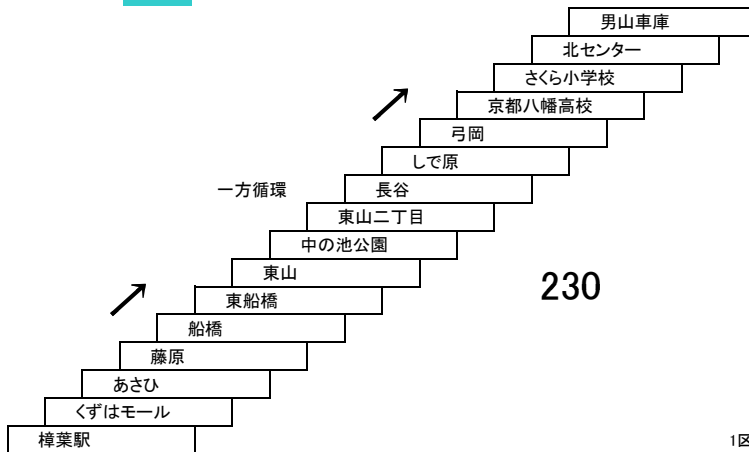 男山車庫
北センター
さくら小学校
京都八幡高校
弓岡
しで原
一方循環
長谷
東山二丁目
中の池公園
東山
230
東船橋
船橋
藤原
あさひ
くずはモール
樟葉駅
1区